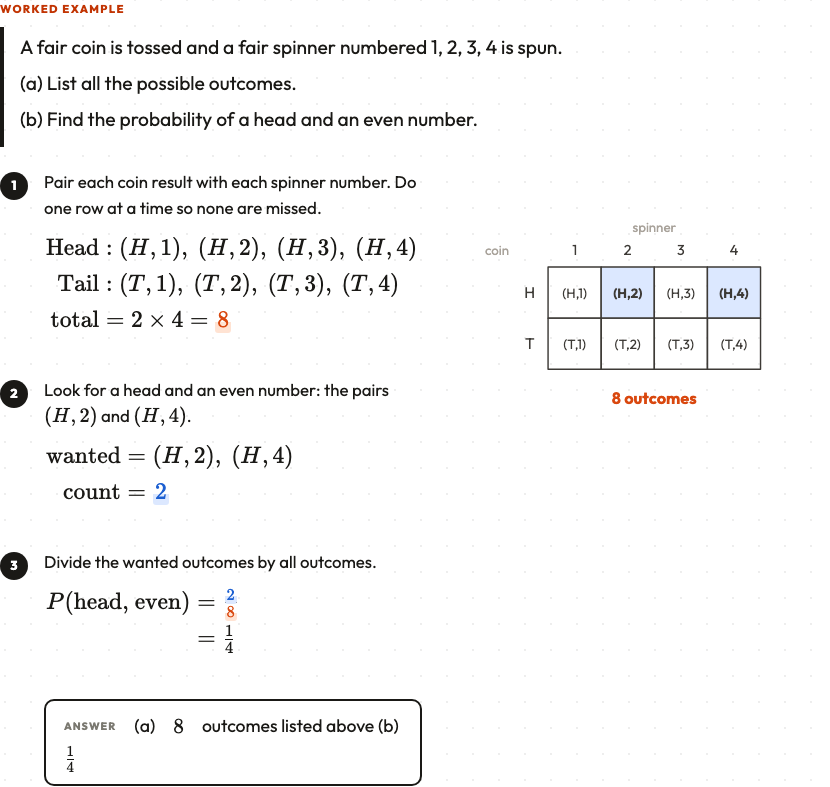 WORKED EXAMPLE
A fair coin is tossed and a fair spinner numbered 1, 2, 3, 4 is spun.
(a) List all the possible outcomes.
(b) Find the probability of a head and an even number.
1
Pair each coin result with each spinner number. Do
one row at a time so none are missed.
Head : (H, 1), (H, 2), (H, 3), (H, 4)
Tail : (T, 1), (T, 2), (T, 3), (T, 4)
total = 2 × 4 = 8
spinner
coin 1 2 3 4
H (H,1) (H,2) (H,3) (H,4)
T (T,1) (T,2) (T,3) (T,4)
8 outcomes
2
Look for a head and an even number: the pairs
(H, 2) and (H, 4).
wanted = (H, 2), (H, 4)
count = 2
3
Divide the wanted outcomes by all outcomes.
P(head, even) = 2/8
= 1/4
ANSWER (a) 8 outcomes listed above (b)
1/4